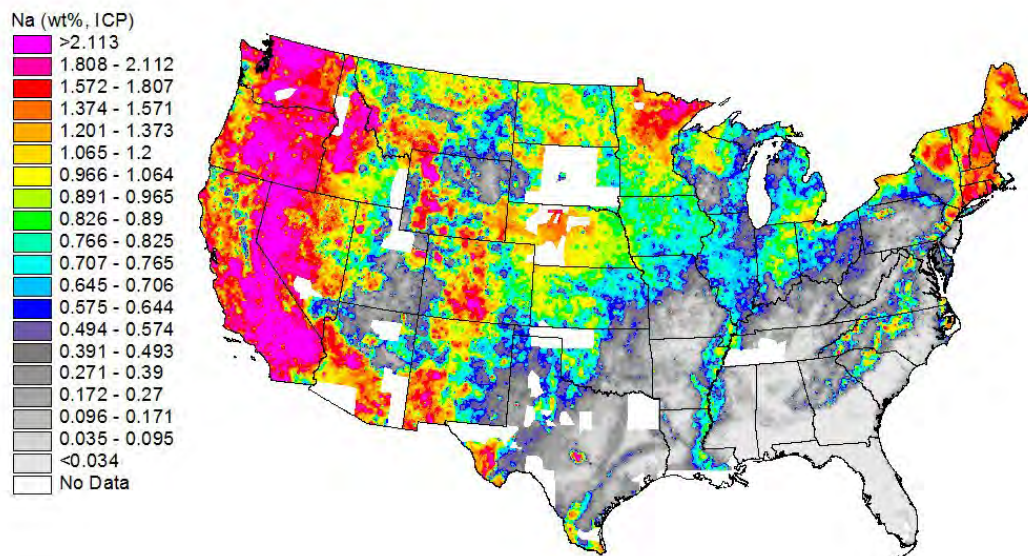 Na (wt%, ICP)
>2.113
1.808 - 2.112
1.572 - 1.807
1.374 - 1.571
1.201 - 1.373
1.065 - 1.2
0.966 - 1.064
0.891 - 0.965
0.826 - 0.89
0.766 - 0.825
0.707 - 0.765
0.645 - 0.706
0.575 - 0.644
0.494 - 0.574
0.391 - 0.493
0.271 - 0.39
0.172 - 0.27
0.096 - 0.171
0.035 - 0.095
<0.034
No Data